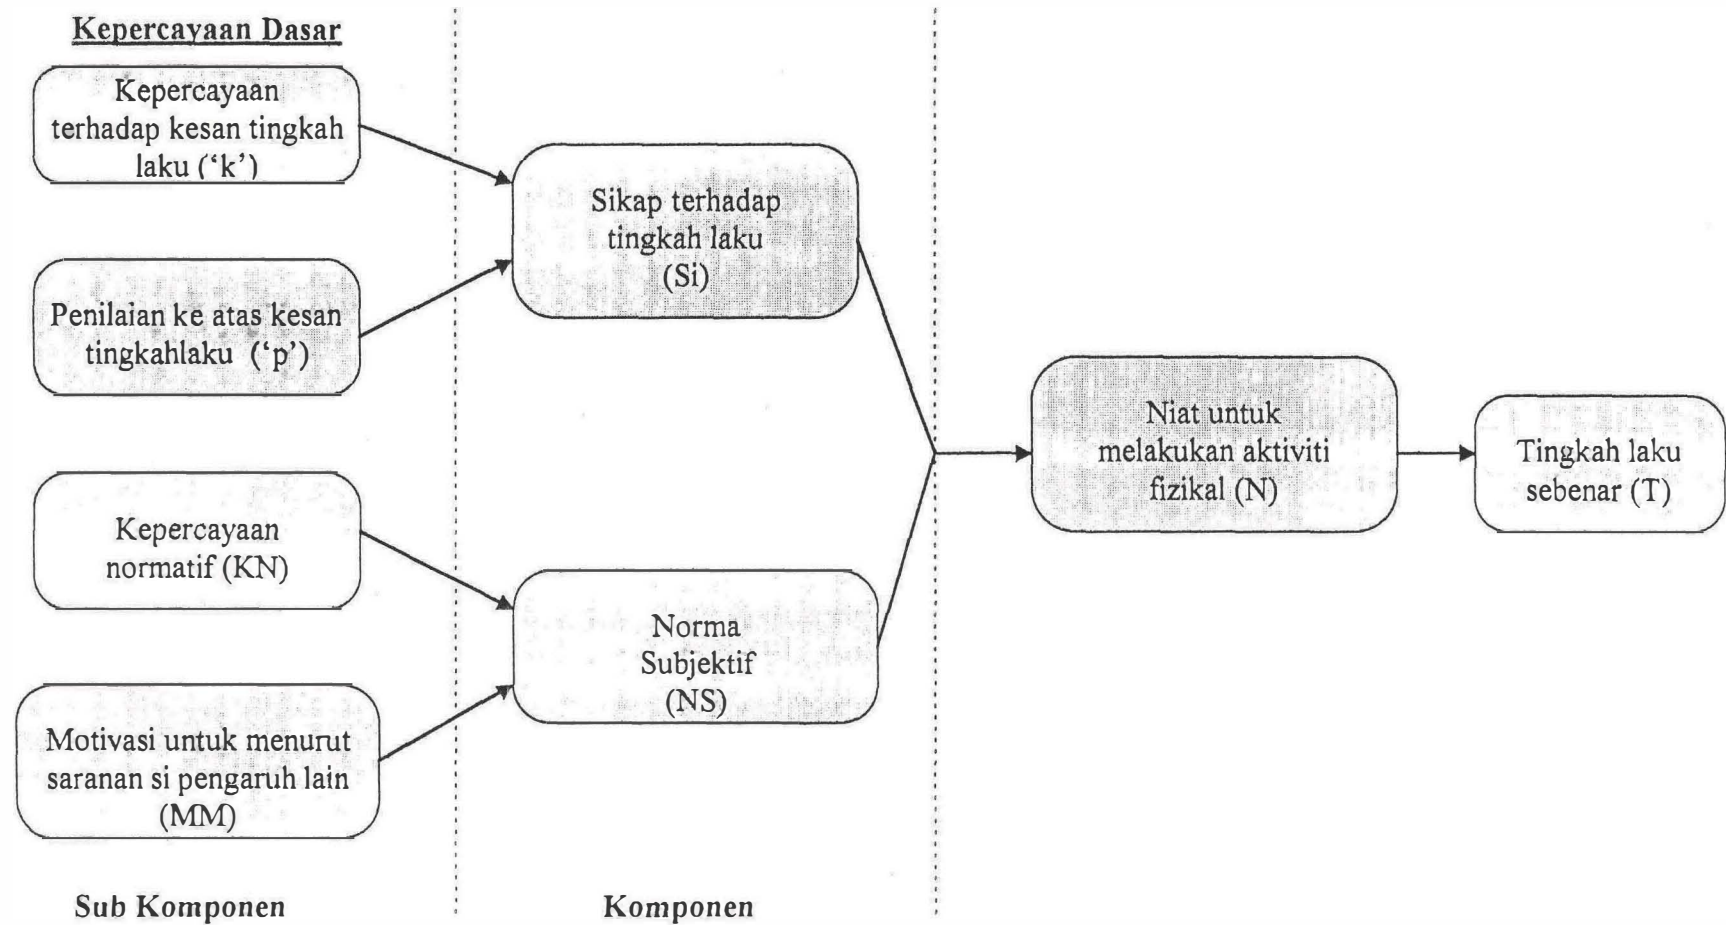 Kepercayaan Dasar
Kepercayaan
terhadap kesan tingkah
laku (‘k’)
Penilaian ke atas kesan
tingkahlaku (‘p’)
Kepercayaan
normatif (KN)
Motivasi untuk menurut
saranan si pengaruh lain
(MM)
Sub Komponen
Sikap terhadap
tingkah laku
(Si)
Norma
Subjektif
(NS)
Komponen
Niat untuk
melakukan aktiviti
fizikal (N)
Tingkah laku
sebenar (T)